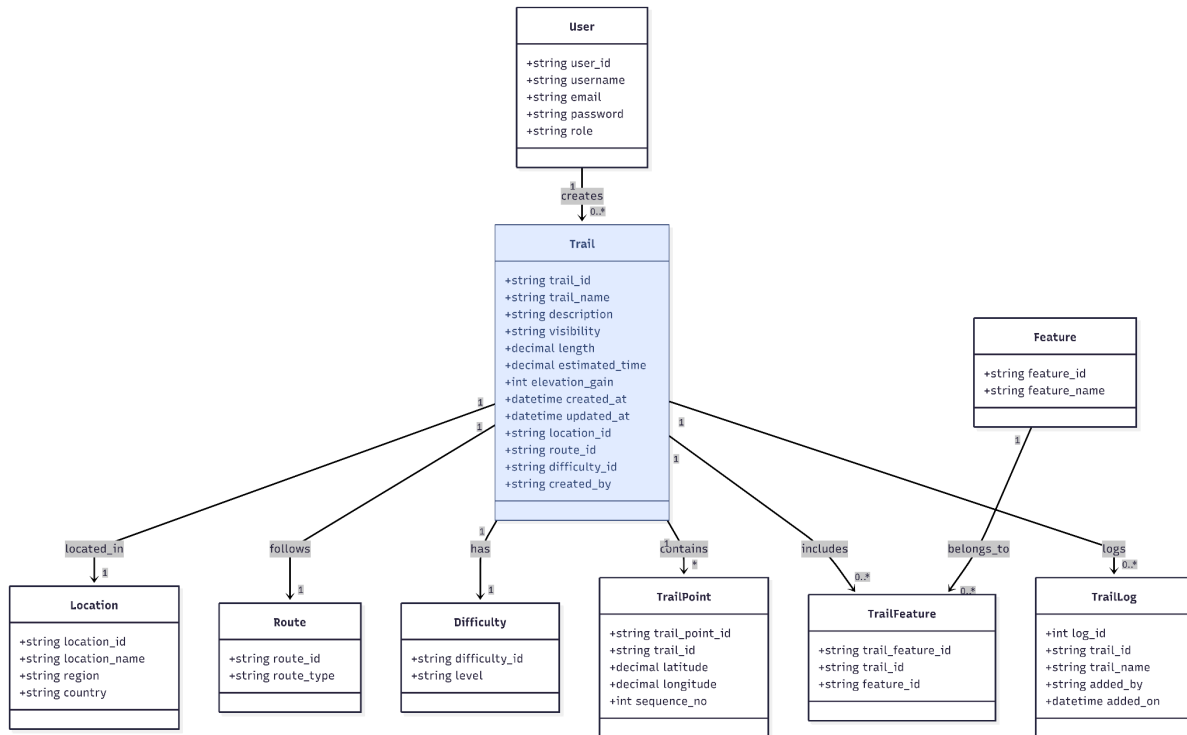 User
+string user_id
+string username
+string email
+string password
+string role
1
creates
0..*
Trail
+string trail_id
+string trail_name
+string description
+string visibility
+decimal length
+decimal estimated_time
+int elevation_gain
+datetime created_at
+datetime updated_at
+string location_id
+string route_id
+string difficulty_id
+string created_by
Feature
+string feature_id
+string feature_name
1
1
1
1
1
1
1
located_in
follows
has
contains
includes
belongs_to
logs
1
1
1
1
*
0..*
0..*
0..*
Location
+string location_id
+string location_name
+string region
+string country
Route
+string route_id
+string route_type
Difficulty
+string difficulty_id
+string level
TrailPoint
+string trail_point_id
+string trail_id
+decimal latitude
+decimal longitude
+int sequence_no
TrailFeature
+string trail_feature_id
+string trail_id
+string feature_id
TrailLog
+int log_id
+string trail_id
+string trail_name
+string added_by
+datetime added_on